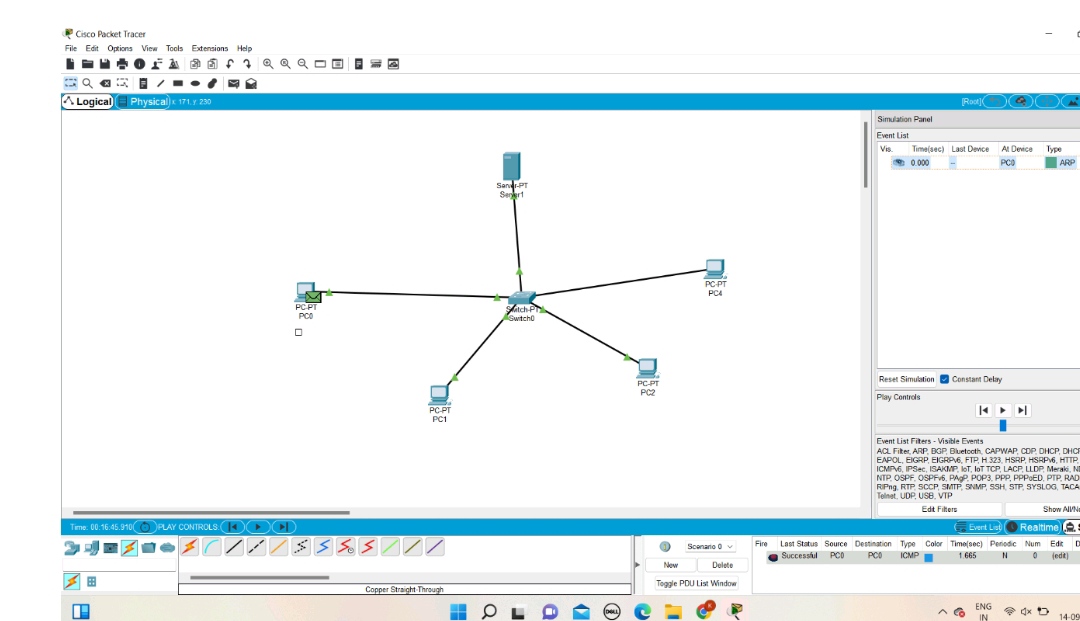 Cisco Packet Tracer
File Edit Options View Tools Extensions Help
Logical Physical x: 171, y: 230 [Root]
Simulation Panel
Event List
Vis. Time(sec) Last Device At Device Type
0.000 -- PC0 ARP
Server-PT
Server1
PC-PT
PC4
PC-PT
PC0
Switch-PT
Switch0
PC-PT
PC2
PC-PT
PC1
Reset Simulation Constant Delay
Play Controls
Event List Filters - Visible Events
ACL Filter, ARP, BGP, Bluetooth, CAPWAP, CDP, DHCP, DHCP
EAPOL, EIGRP, EIGRPv6, FTP, H.323, HSRP, HSRPv6, HTTP,
ICMPv6, IPSec, ISAKMP, IoT, IoT TCP, LACP, LLDP, Meraki, ND
NTP, OSPF, OSPFv6, PAgP, POP3, PPP, PPPoED, PTP, RAD
RIPng, RTP, SCCP, SMTP, SNMP, SSH, STP, SYSLOG, TACA
Telnet, UDP, USB, VTP
Edit Filters Show All/No
Time: 00:16:45.910 PLAY CONTROLS: Event List Realtime S
Scenario 0
New Delete
Toggle PDU List Window
Fire Last Status Source Destination Type Color Time(sec) Periodic Num Edit D
Successful PC0 PC0 ICMP 1.665 N 0 (edit)
Copper Straight-Through
DELL
ENG
IN
14-09